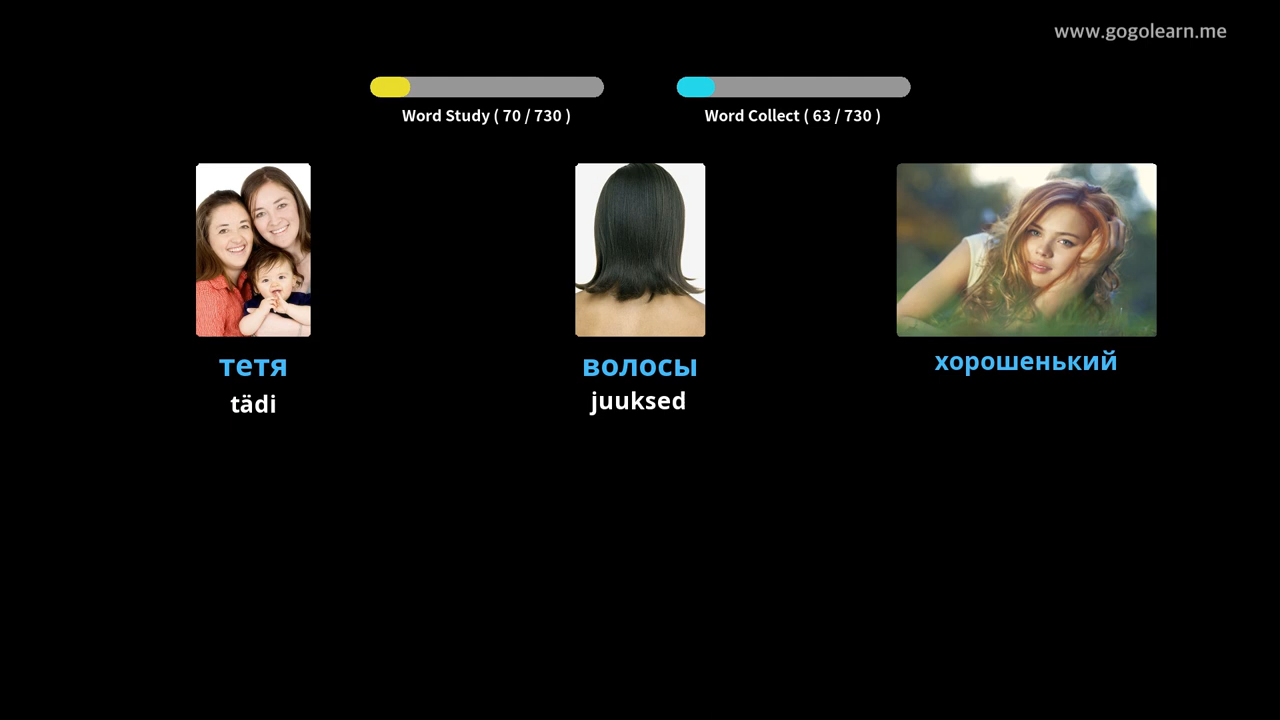 www.gogolearn.me
Word Study ( 70 / 730 )
Word Collect ( 63 / 730 )
тетя
tädi
волосы
juuksed
хорошенький